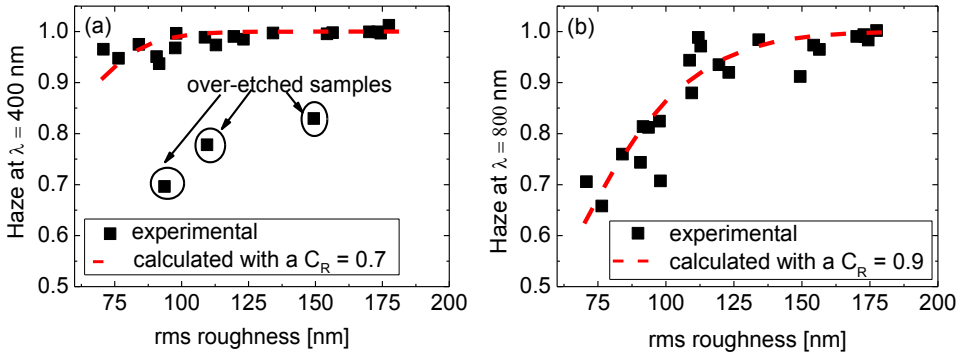 (a)
Haze at λ = 400 nm
1.0
0.9
0.8
0.7
0.6
0.5
over-etched samples
experimental
calculated with a C_R = 0.7
75 100 125 150 175 200
rms roughness [nm]
(b)
Haze at λ = 800 nm
1.0
0.9
0.8
0.7
0.6
0.5
experimental
calculated with a C_R = 0.9
75 100 125 150 175 200
rms roughness [nm]